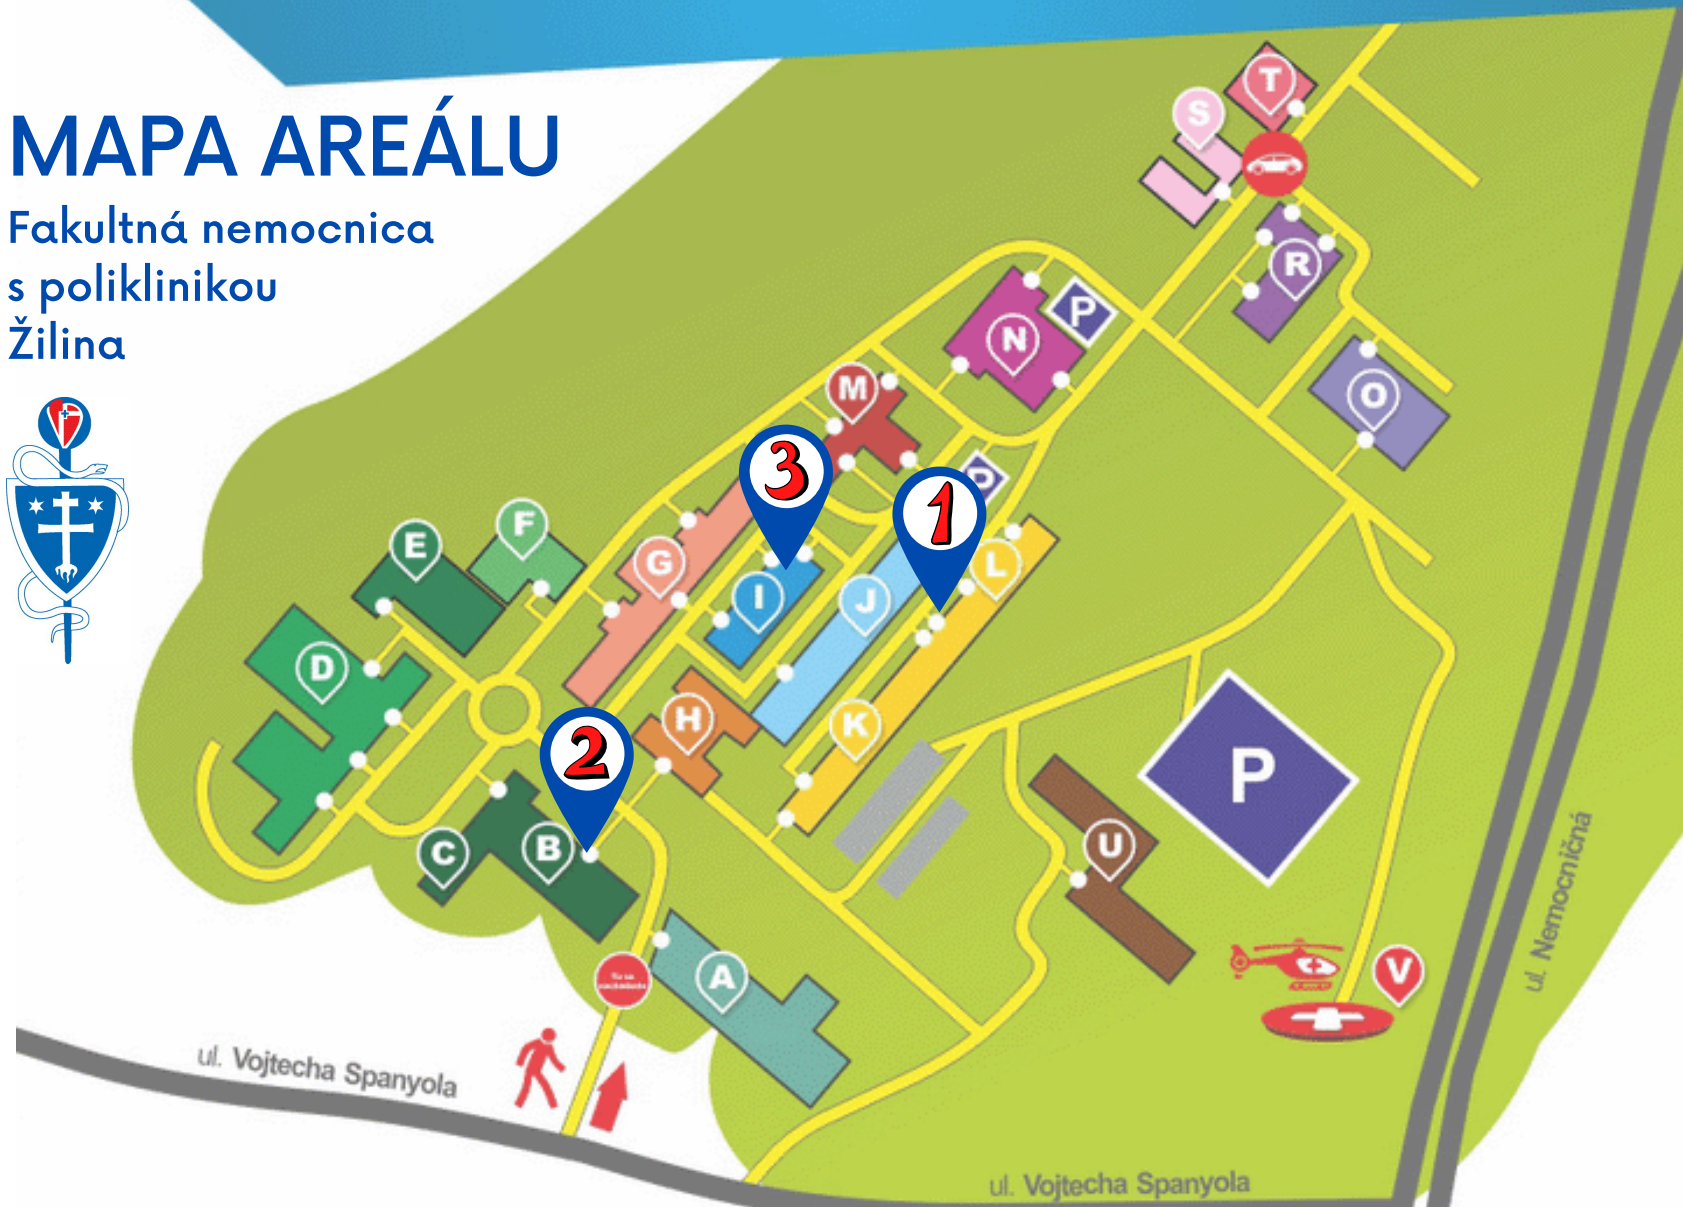 MAPA AREÁLU
Fakultná nemocnica
s poliklinikou
Žilina
T
S
R
P
N
O
M
3
1
L
F
E
G
I
J
D
H
K
2
P
C
B
U
A
V
ul. Nemocničná
ul. Vojtecha Spanyola
ul. Vojtecha Spanyola